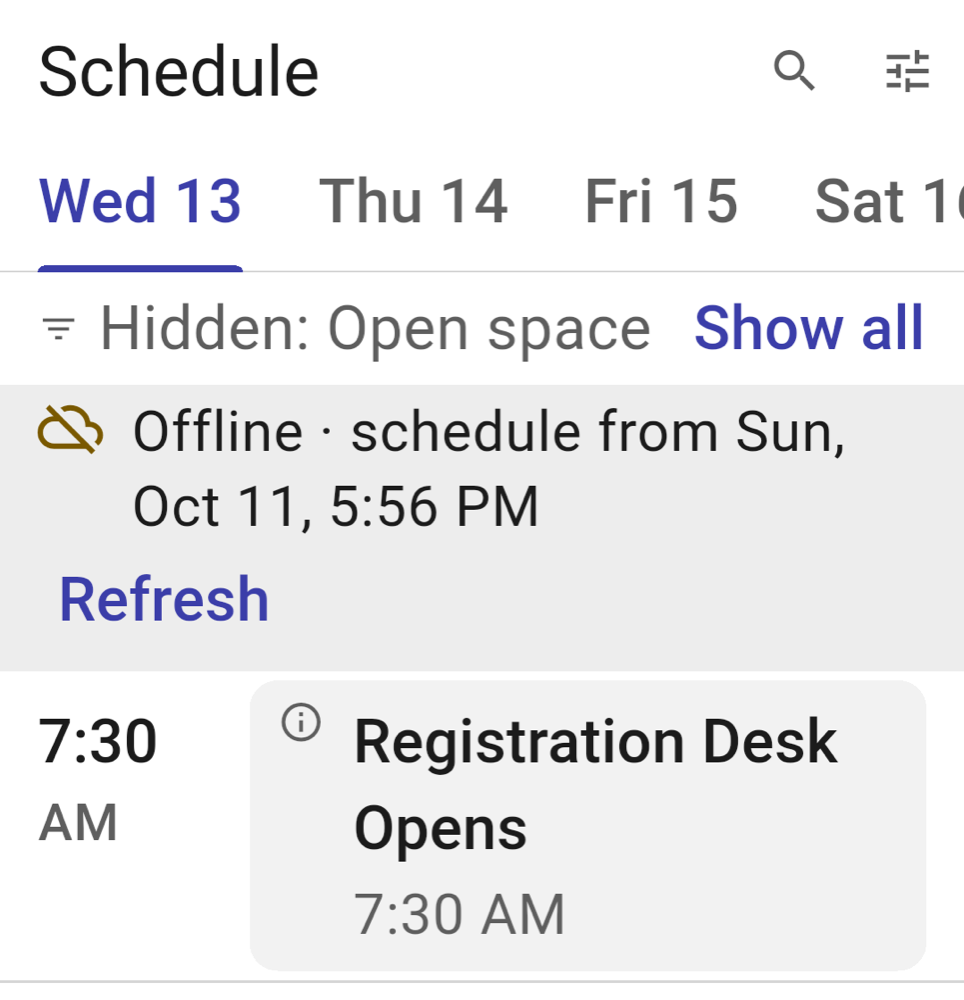 Schedule
Wed 13 Thu 14 Fri 15 Sat 16
Hidden: Open space Show all
Offline · schedule from Sun,
Oct 11, 5:56 PM
Refresh
7:30
AM
Registration Desk
Opens
7:30 AM